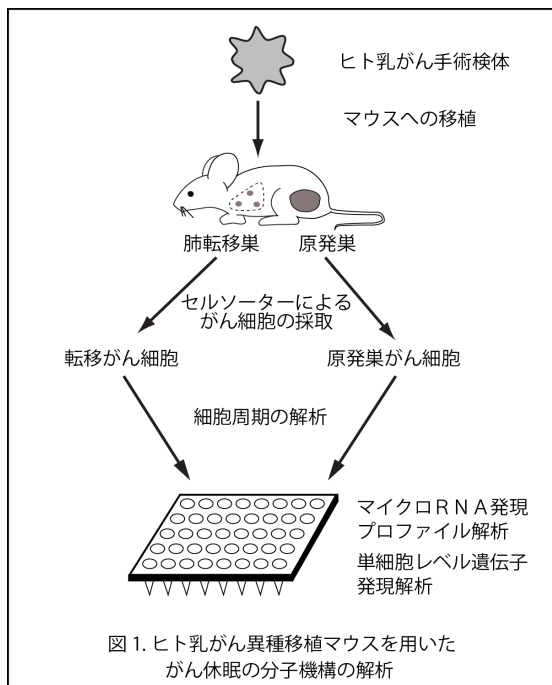 ヒト乳がん手術検体
マウスへの移植
肺転移巣 原発巣
セルソーターによる
がん細胞の採取
転移がん細胞 原発巣がん細胞
細胞周期の解析
マイクロＲＮＡ発現
プロファイル解析
単細胞レベル遺伝子
発現解析
図 1. ヒト乳がん異種移植マウスを用いた
がん休眠の分子機構の解析